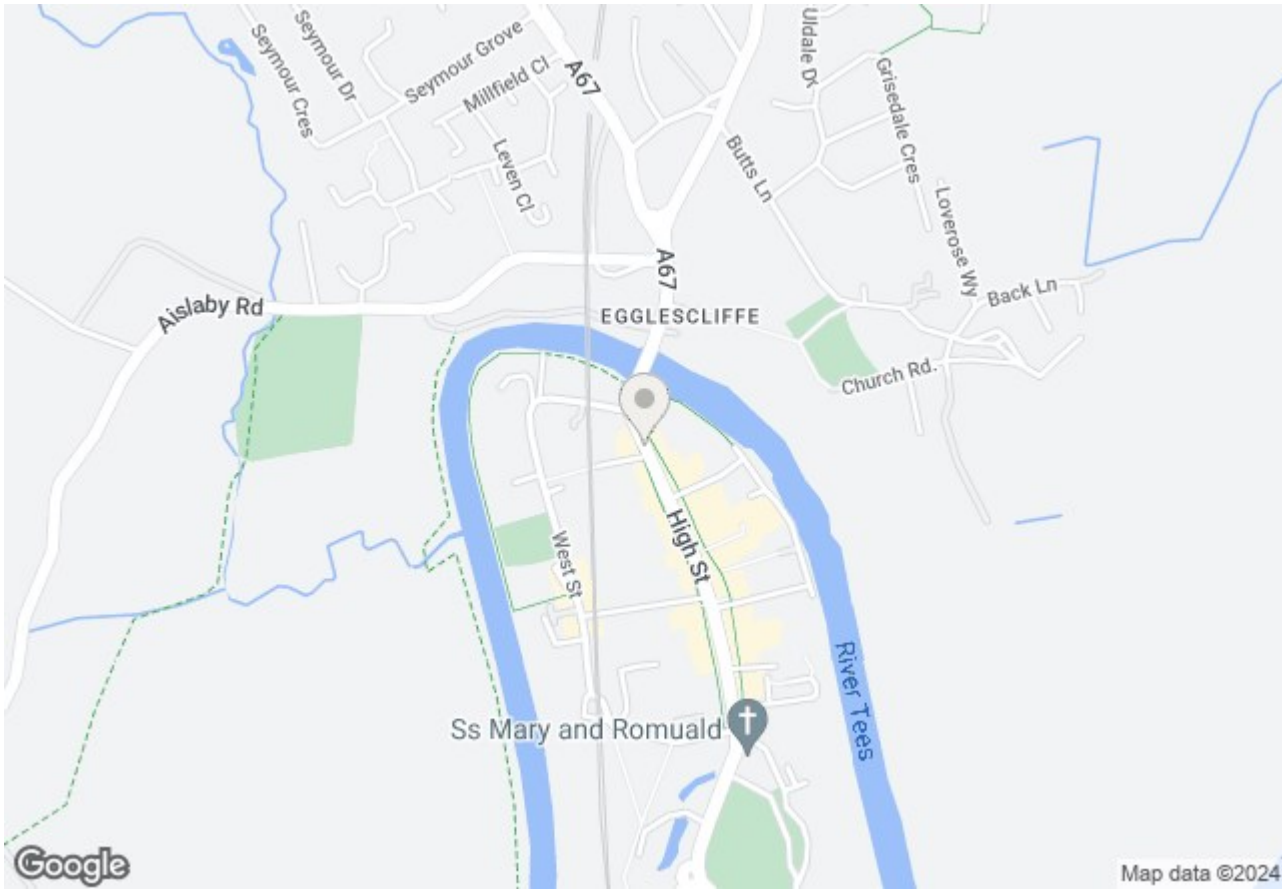 Seymour Cres
Seymour Dr
Seymour Grove
Millfield Cl
Leven Cl
A67
Uldale D
Grisedale Cres
Butts Ln
Loverose Wy
Back Ln
Aislaby Rd
A67
EGGLESCLIFFE
Church Rd.
High St
West St
River Tees
Ss Mary and Romuald
Google
Map data ©2024